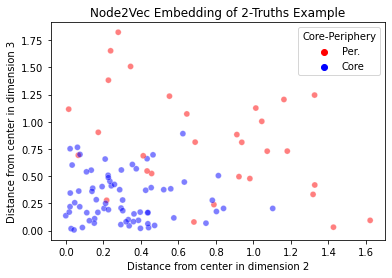 Node2Vec Embedding of 2-Truths Example
Core-Periphery
Per.
Core
Distance from center in dimension 3
1.75
1.50
1.25
1.00
0.75
0.50
0.25
0.00
0.0 0.2 0.4 0.6 0.8 1.0 1.2 1.4 1.6
Distance from center in dimension 2